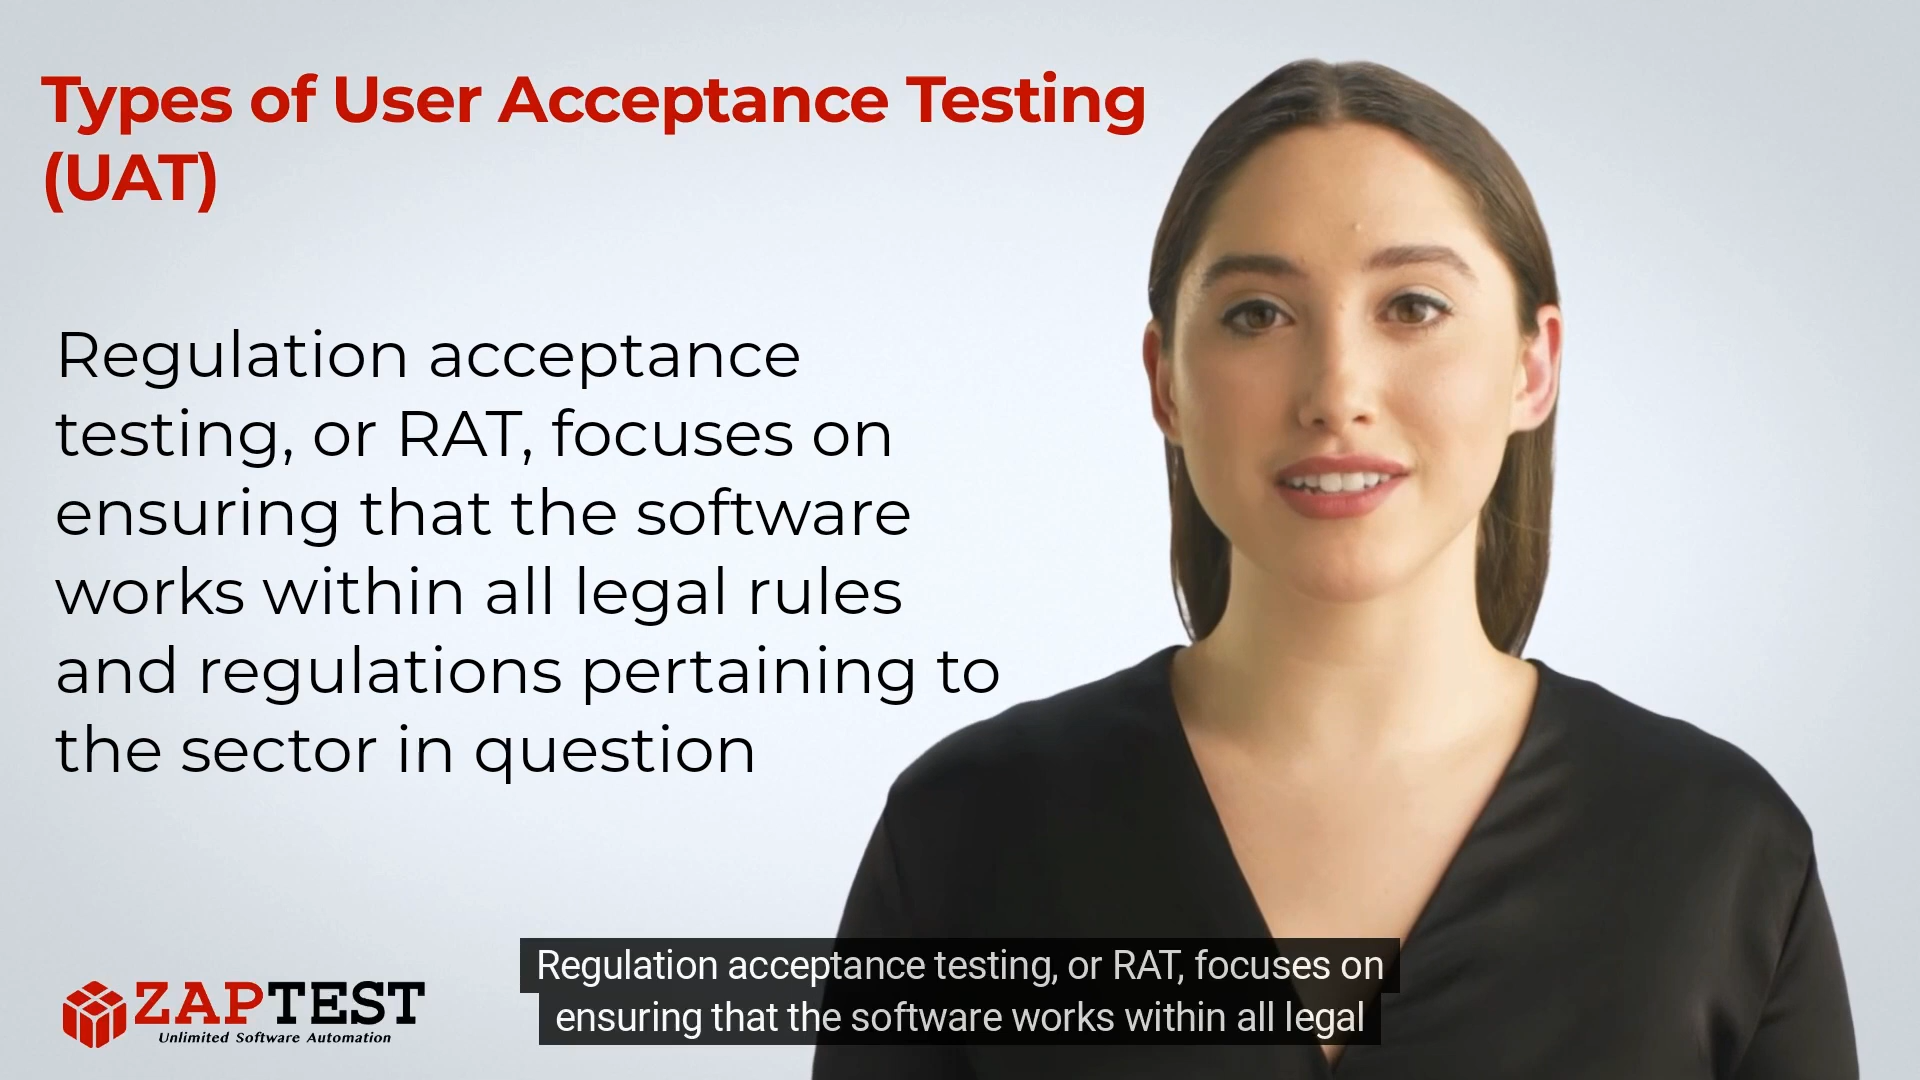 Types of User Acceptance Testing
(UAT)
Regulation acceptance
testing, or RAT, focuses on
ensuring that the software
works within all legal rules
and regulations pertaining to
the sector in question
ZAPTEST
Unlimited Software Automation
Regulation acceptance testing, or RAT, focuses on
ensuring that the software works within all legal